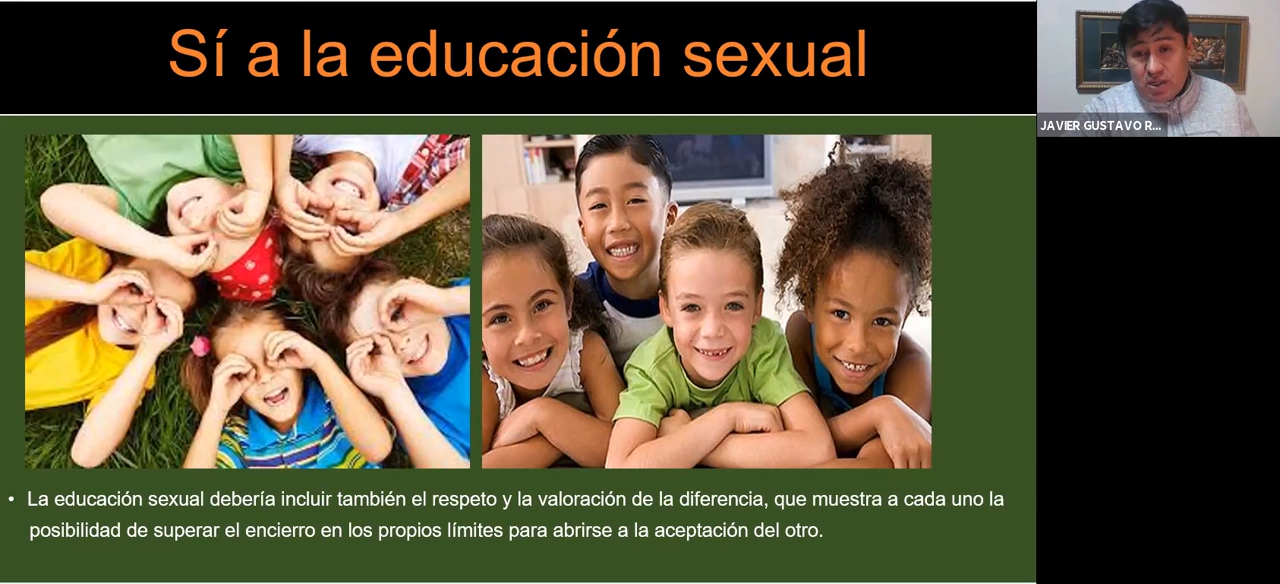 Sí a la educación sexual
JAVIER GUSTAVO R...
• La educación sexual debería incluir también el respeto y la valoración de la diferencia, que muestra a cada uno la
posibilidad de superar el encierro en los propios límites para abrirse a la aceptación del otro.